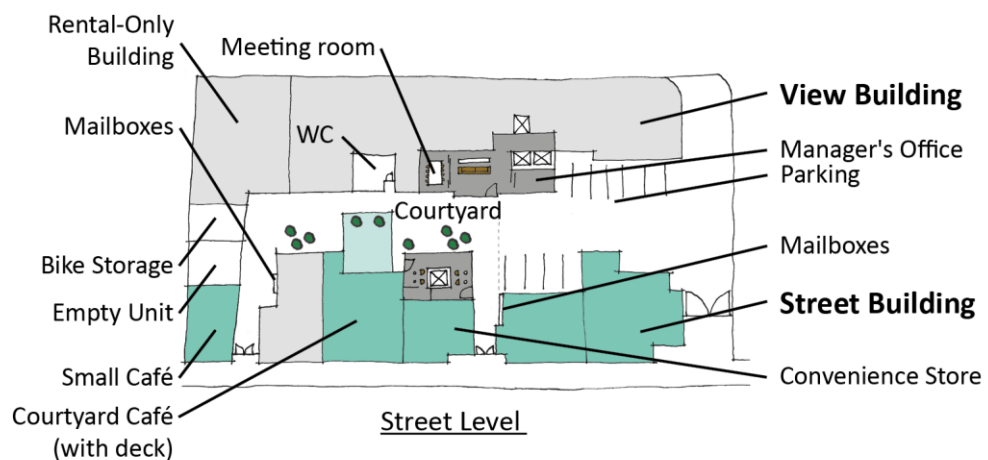 Rental-Only
Building
Meeting room
View Building
Mailboxes
WC
Manager's Office
Parking
Courtyard
Bike Storage
Mailboxes
Empty Unit
Street Building
Small Café
Convenience Store
Courtyard Café
(with deck)
Street Level